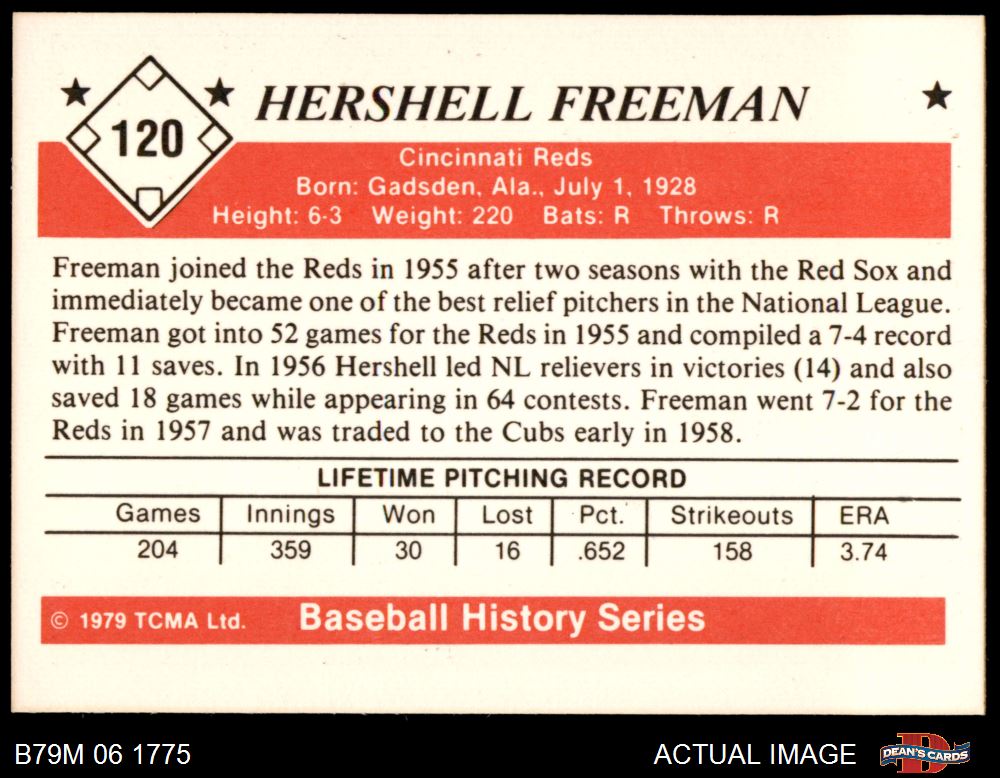 120
HERSHELL FREEMAN
Cincinnati Reds
Born: Gadsden, Ala., July 1, 1928
Height: 6-3 Weight: 220 Bats: R Throws: R
Freeman joined the Reds in 1955 after two seasons with the Red Sox and
immediately became one of the best relief pitchers in the National League.
Freeman got into 52 games for the Reds in 1955 and compiled a 7-4 record
with 11 saves. In 1956 Hershell led NL relievers in victories (14) and also
saved 18 games while appearing in 64 contests. Freeman went 7-2 for the
Reds in 1957 and was traded to the Cubs early in 1958.
LIFETIME PITCHING RECORD
Games Innings Won Lost Pct. Strikeouts ERA
204 359 30 16 .652 158 3.74
© 1979 TCMA Ltd. Baseball History Series
B79M 06 1775 ACTUAL IMAGE DEAN'S CARDS